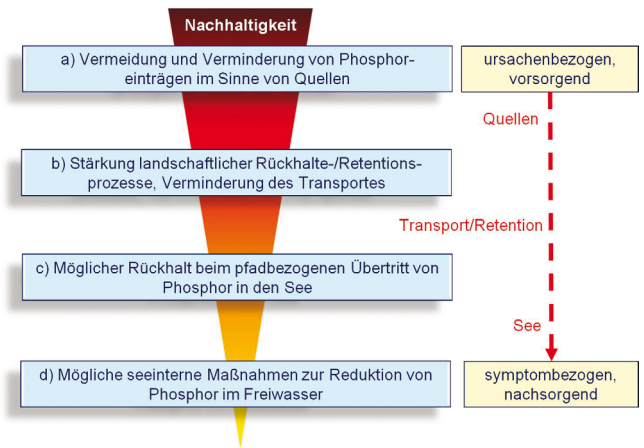 Nachhaltigkeit
a) Vermeidung und Verminderung von Phosphor-
einträgen im Sinne von Quellen
ursachenbezogen,
vorsorgend
Quellen
b) Stärkung landschaftlicher Rückhalte-/Retentions-
prozesse, Verminderung des Transportes
Transport/Retention
c) Möglicher Rückhalt beim pfadbezogenen Übertritt von
Phosphor in den See
See
d) Mögliche seeinterne Maßnahmen zur Reduktion von
Phosphor im Freiwasser
symptombezogen,
nachsorgend